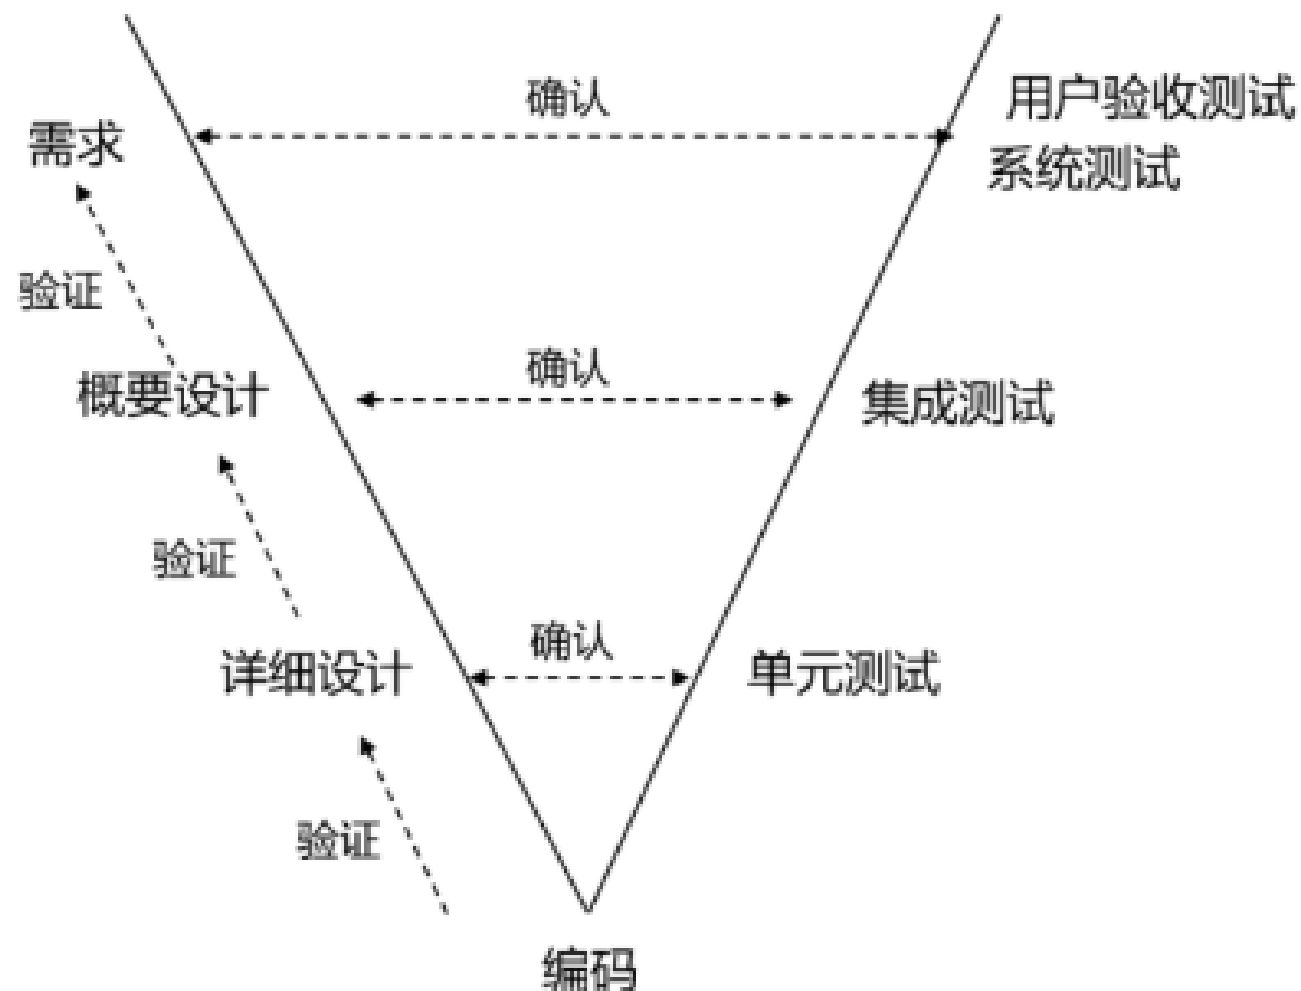 确认
用户验收测试
需求
系统测试
验证
确认
概要设计
集成测试
验证
确认
详细设计
单元测试
验证
编码